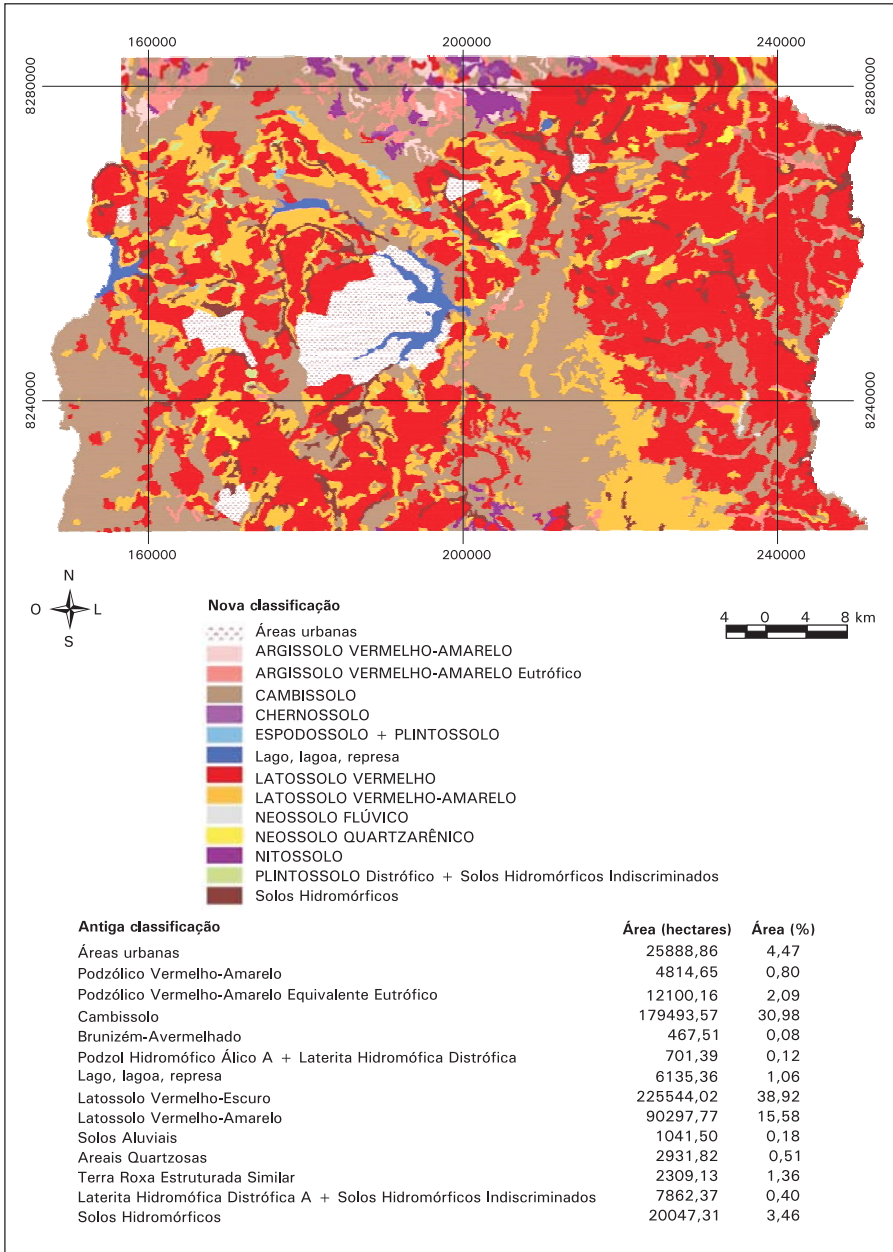 160000 200000 240000
8280000 8280000
8240000 8240000
160000 200000 240000
N
O L
S
4 0 4 8 km
Nova classificação
Áreas urbanas
ARGISSOLO VERMELHO-AMARELO
ARGISSOLO VERMELHO-AMARELO Eutrófico
CAMBISSOLO
CHERNOSSOLO
ESPODOSSOLO + PLINTOSSOLO
Lago, lagoa, represa
LATOSSOLO VERMELHO
LATOSSOLO VERMELHO-AMARELO
NEOSSOLO FLÚVICO
NEOSSOLO QUARTZARÊNICO
NITOSSOLO
PLINTOSSOLO Distrófico + Solos Hidromórficos Indiscriminados
Solos Hidromórficos
Antiga classificação Área (hectares) Área (%)
Áreas urbanas 25888,86 4,47
Podzólico Vermelho-Amarelo 4814,65 0,80
Podzólico Vermelho-Amarelo Equivalente Eutrófico 12100,16 2,09
Cambissolo 179493,57 30,98
Brunizém-Avermelhado 467,51 0,08
Podzol Hidromófico Álico A + Laterita Hidromófica Distrófica 701,39 0,12
Lago, lagoa, represa 6135,36 1,06
Latossolo Vermelho-Escuro 225544,02 38,92
Latossolo Vermelho-Amarelo 90297,77 15,58
Solos Aluviais 1041,50 0,18
Areais Quartzosas 2931,82 0,51
Terra Roxa Estruturada Similar 2309,13 1,36
Laterita Hidromófica Distrófica A + Solos Hidromórficos Indiscriminados 7862,37 0,40
Solos Hidromórficos 20047,31 3,46